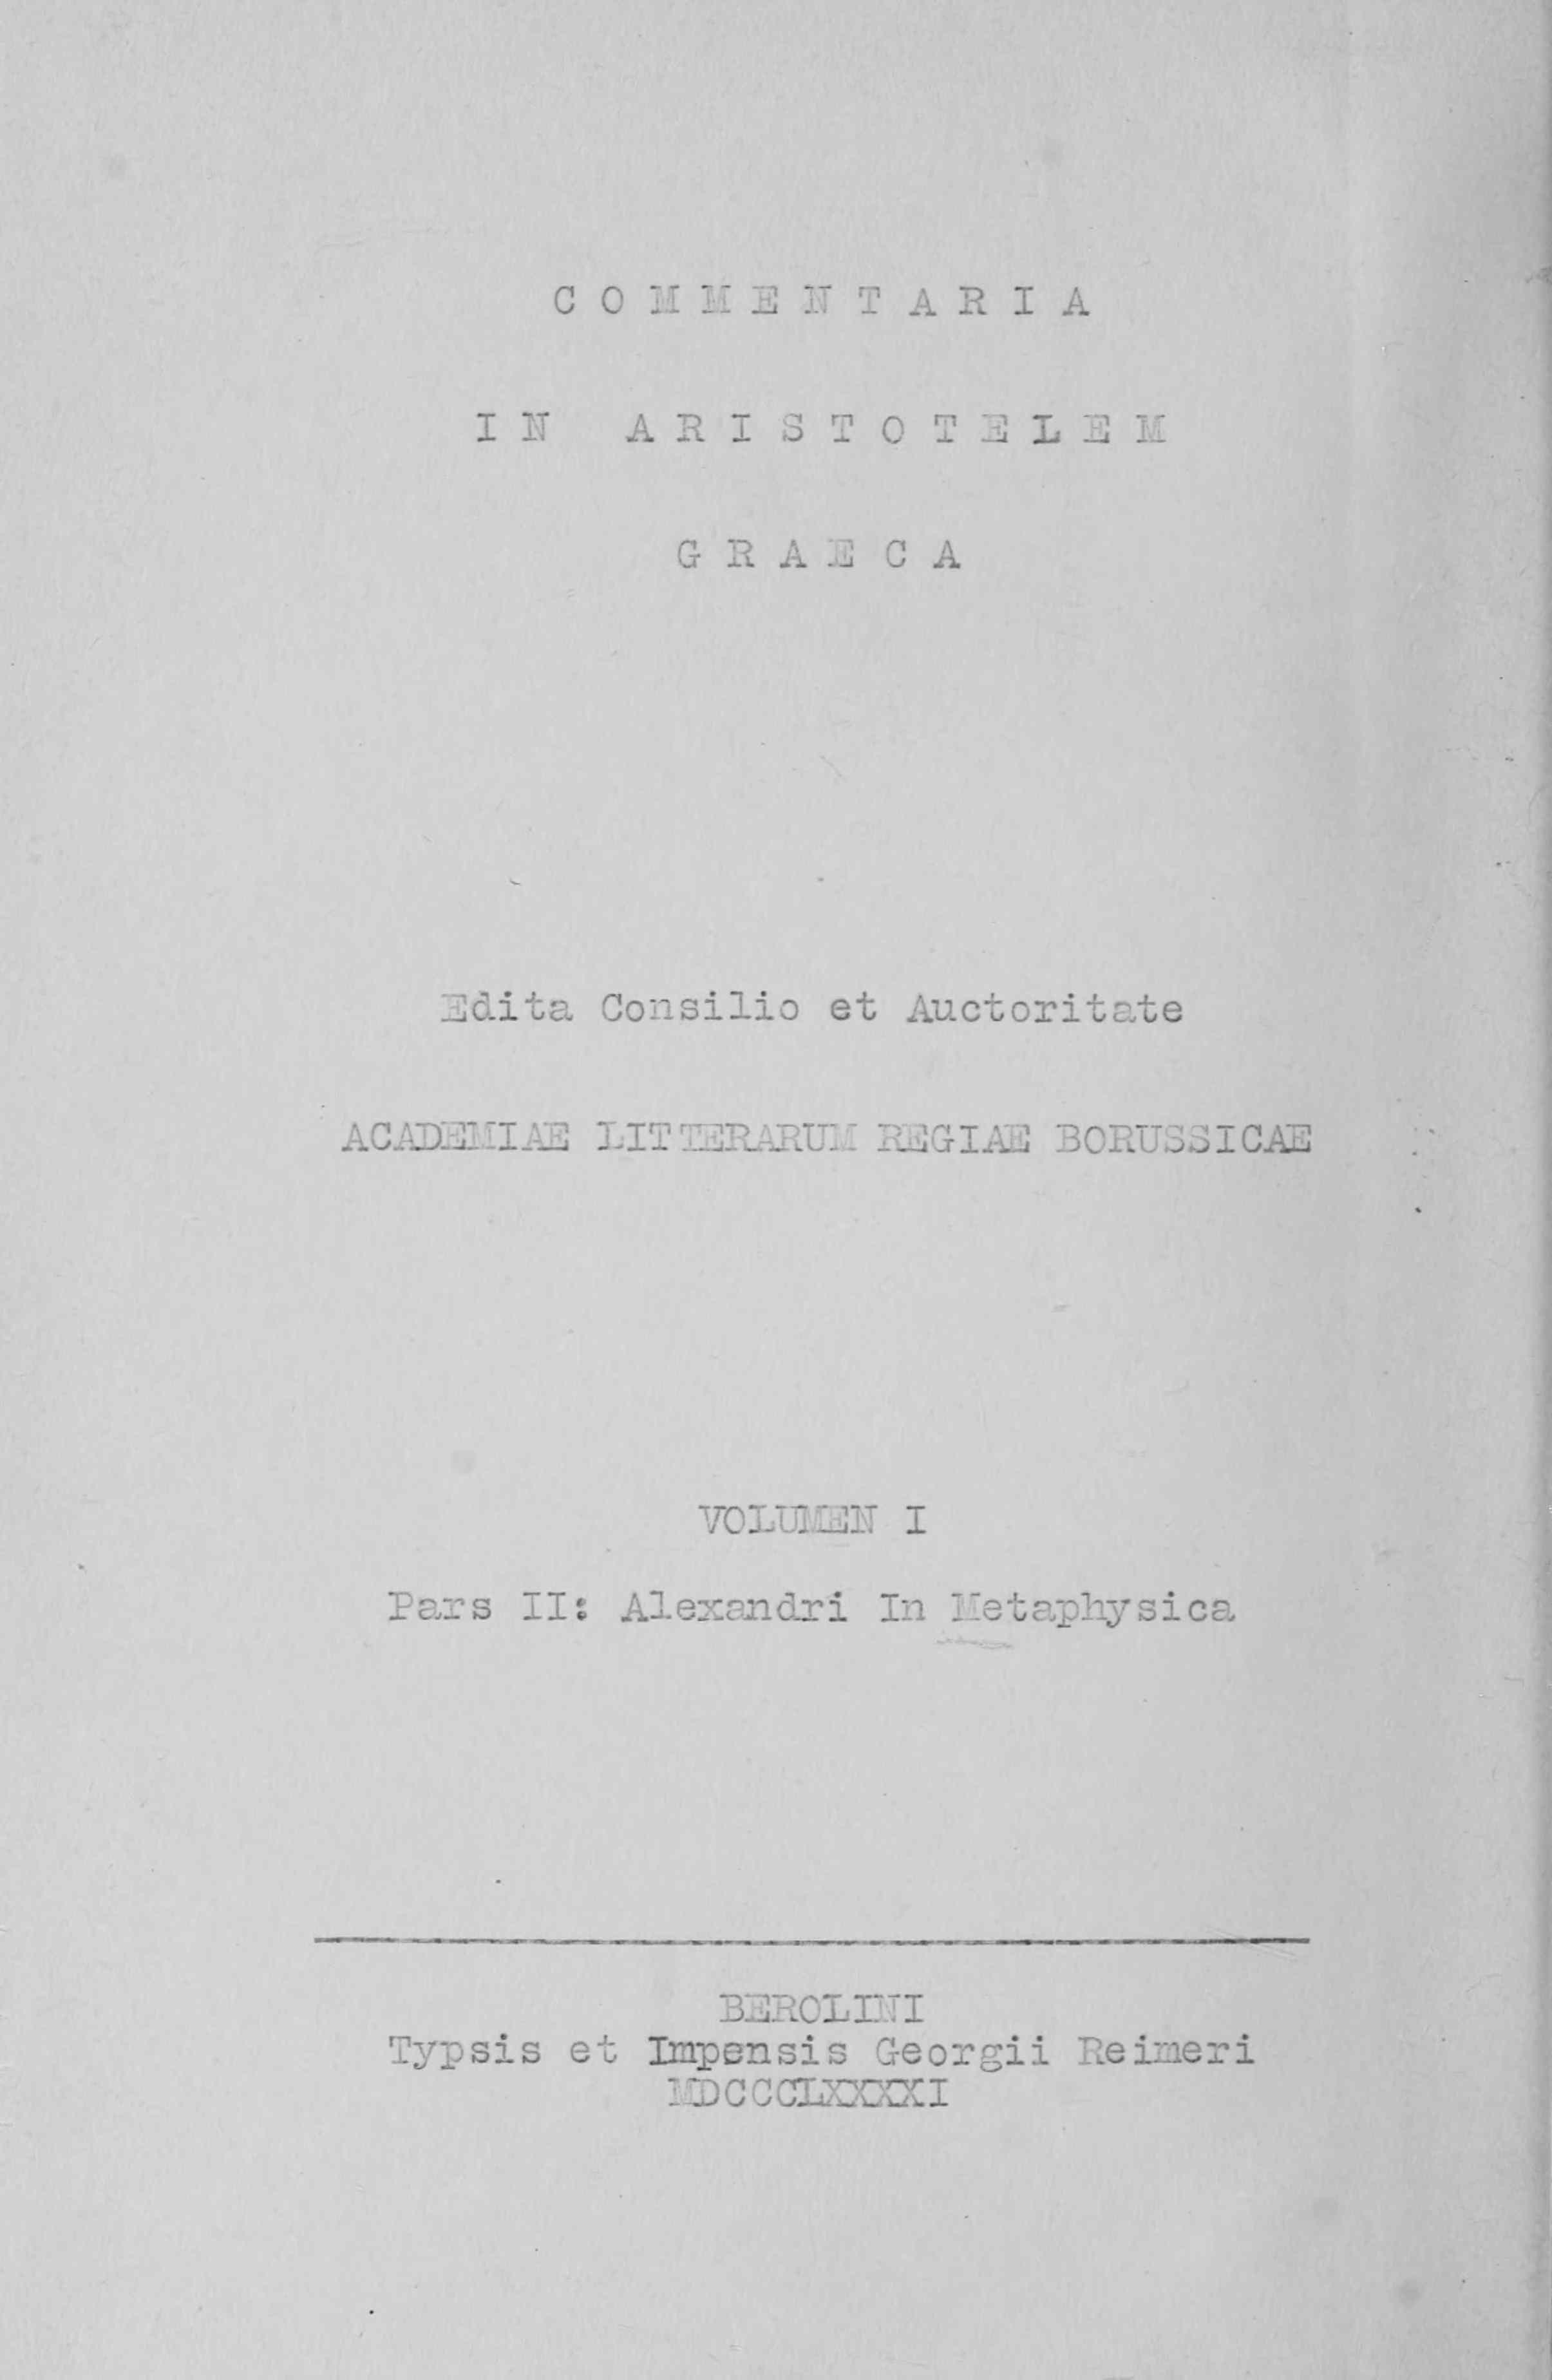 COMMENTARIA
IN ARISTOTELEM
GRAECA
Edita Consilio et Auctoritate
ACADEMIAE LITTERARUM REGIAE BORUSSICAE
VOLUMEN I
Pars II: Alexandri In Metaphysica
BEROLINI
Typsis et Impensis Georgii Reimeri
MDCCCLXXXXI